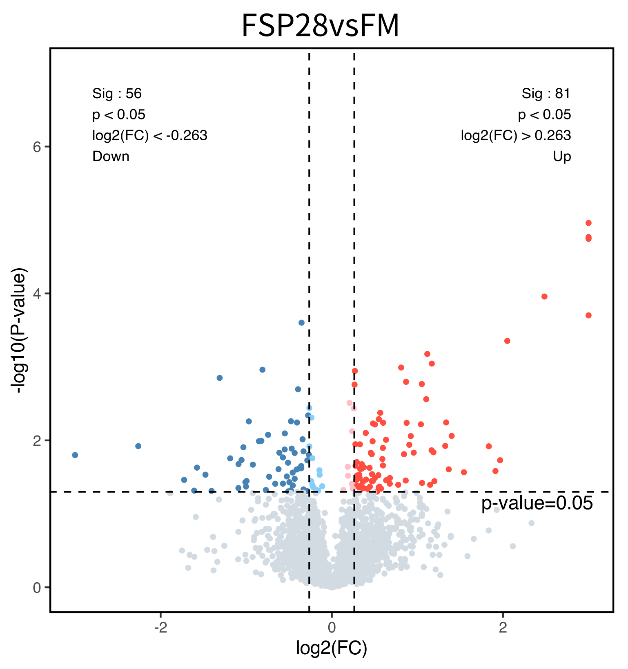 FSP28vsFM
Sig : 56
p < 0.05
log2(FC) < -0.263
Down
Sig : 81
p < 0.05
log2(FC) > 0.263
Up
6
4
2
0
-log10(P-value)
p-value=0.05
-2
0
2
log2(FC)